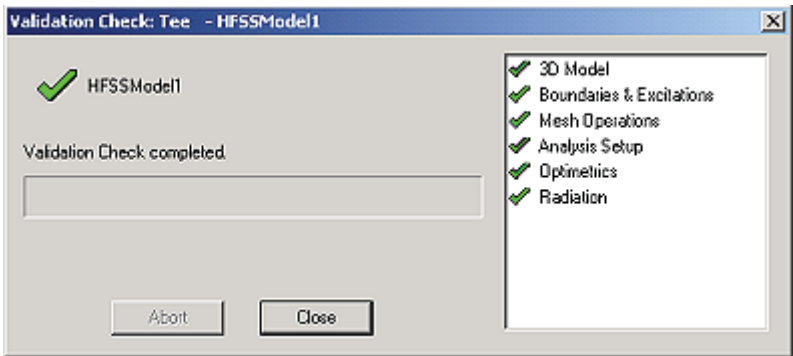 Validation Check: Tee - HFSSModel1
HFSSModel1
Validation Check completed.
Abort
Close
3D Model
Boundaries & Excitations
Mesh Operations
Analysis Setup
Optimetrics
Radiation